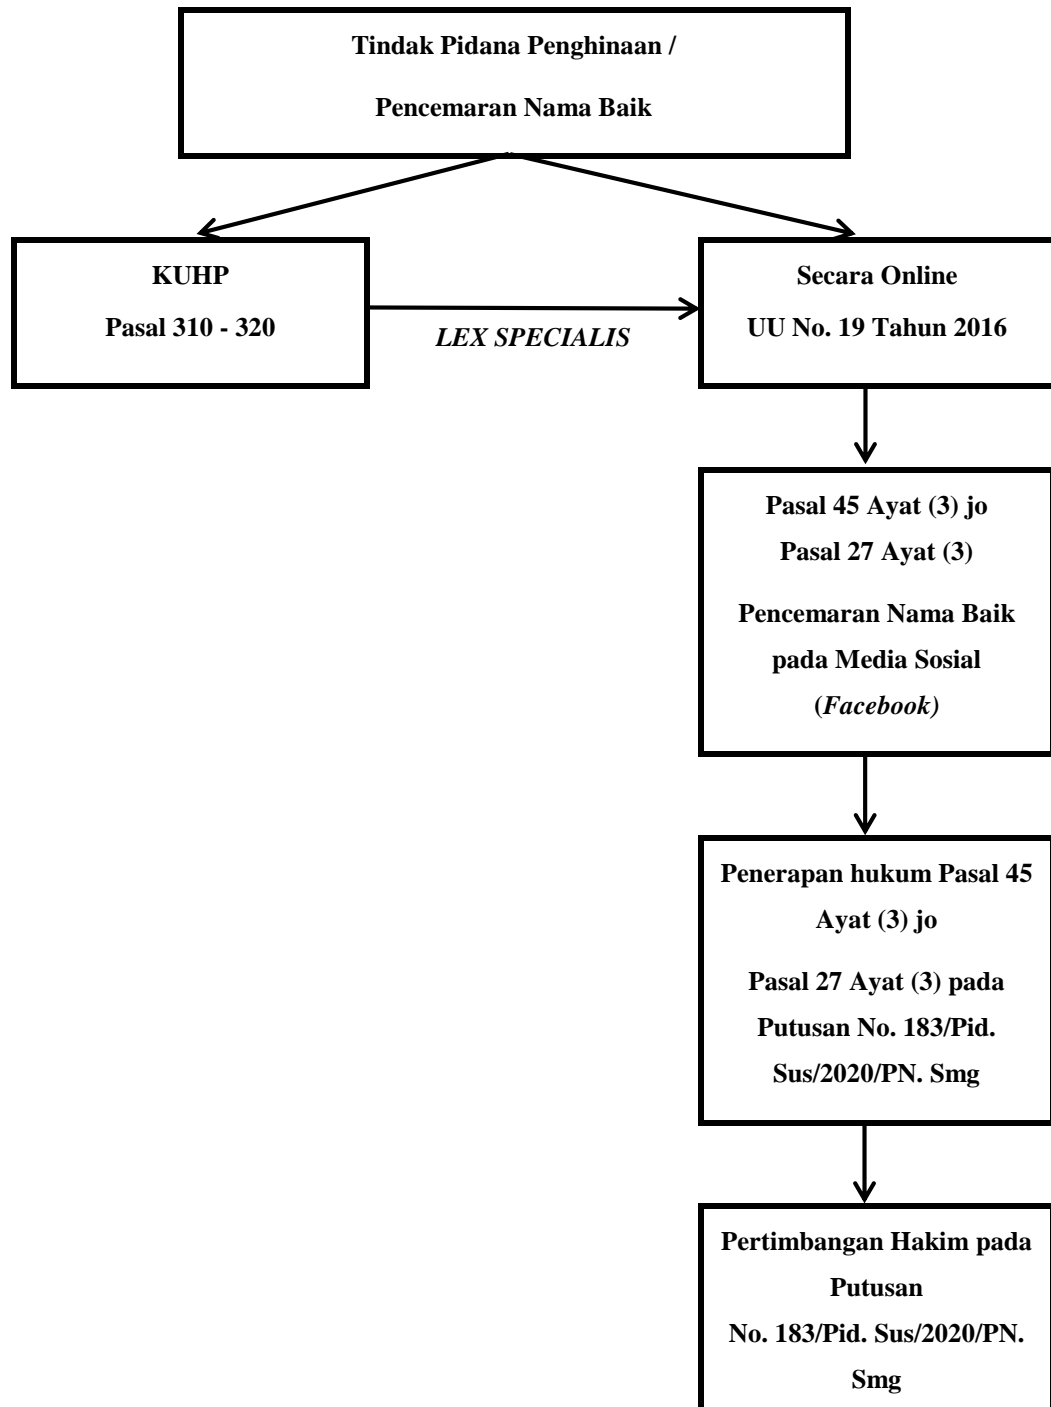 Tindak Pidana Penghinaan /
Pencemaran Nama Baik
KUHP
Pasal 310 - 320
LEX SPECIALIS
Secara Online
UU No. 19 Tahun 2016
Pasal 45 Ayat (3) jo
Pasal 27 Ayat (3)
Pencemaran Nama Baik
pada Media Sosial
(Facebook)
Penerapan hukum Pasal 45
Ayat (3) jo
Pasal 27 Ayat (3) pada
Putusan No. 183/Pid.
Sus/2020/PN. Smg
Pertimbangan Hakim pada
Putusan
No. 183/Pid. Sus/2020/PN.
Smg